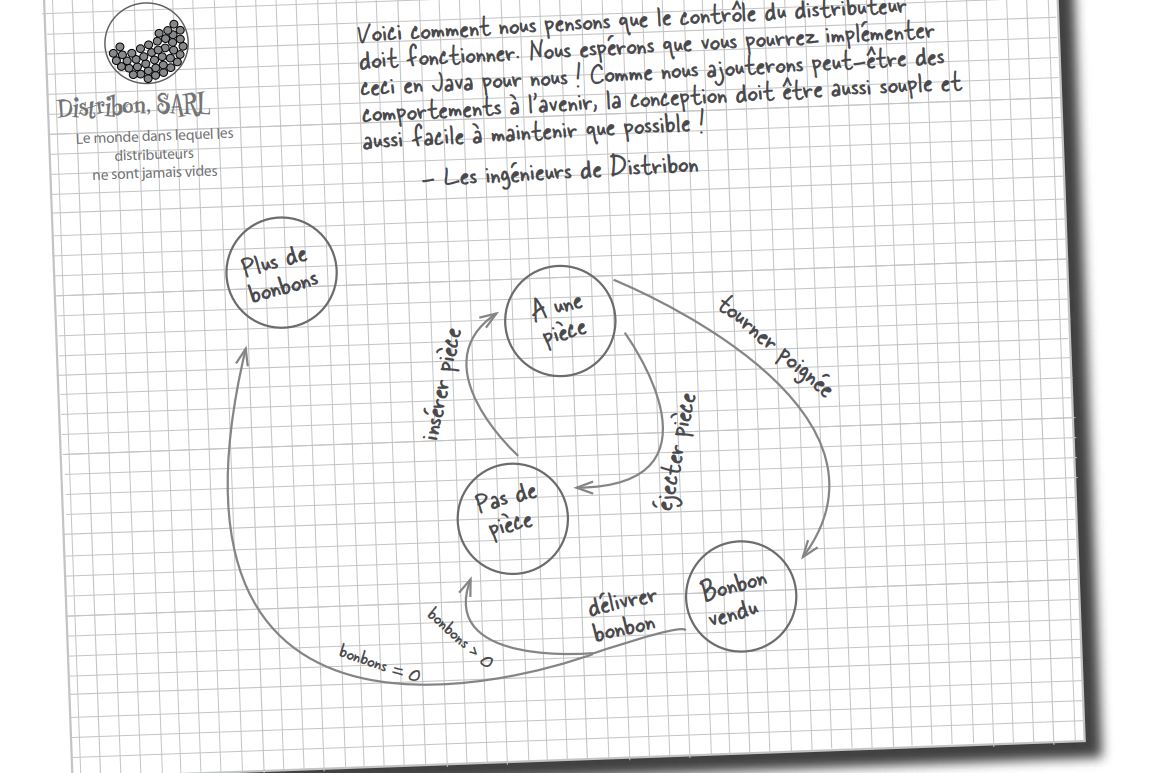 Voici comment nous pensons que le contrôle du distributeur
doit fonctionner. Nous espérons que vous pourrez implémenter
ceci en Java pour nous ! Comme nous ajouterons peut-être des
comportements à l'avenir, la conception doit être aussi souple et
aussi facile à maintenir que possible !
– Les ingénieurs de Distribon
Distribon, SARL
Le monde dans lequel les
distributeurs
ne sont jamais vides
Plus de
bonbons
A une
pièce
tourner poignée
insérer pièce
éjecter pièce
Pas de
pièce
Bonbon
vendu
délivrer
bonbon
bonbons > 0
bonbons = 0